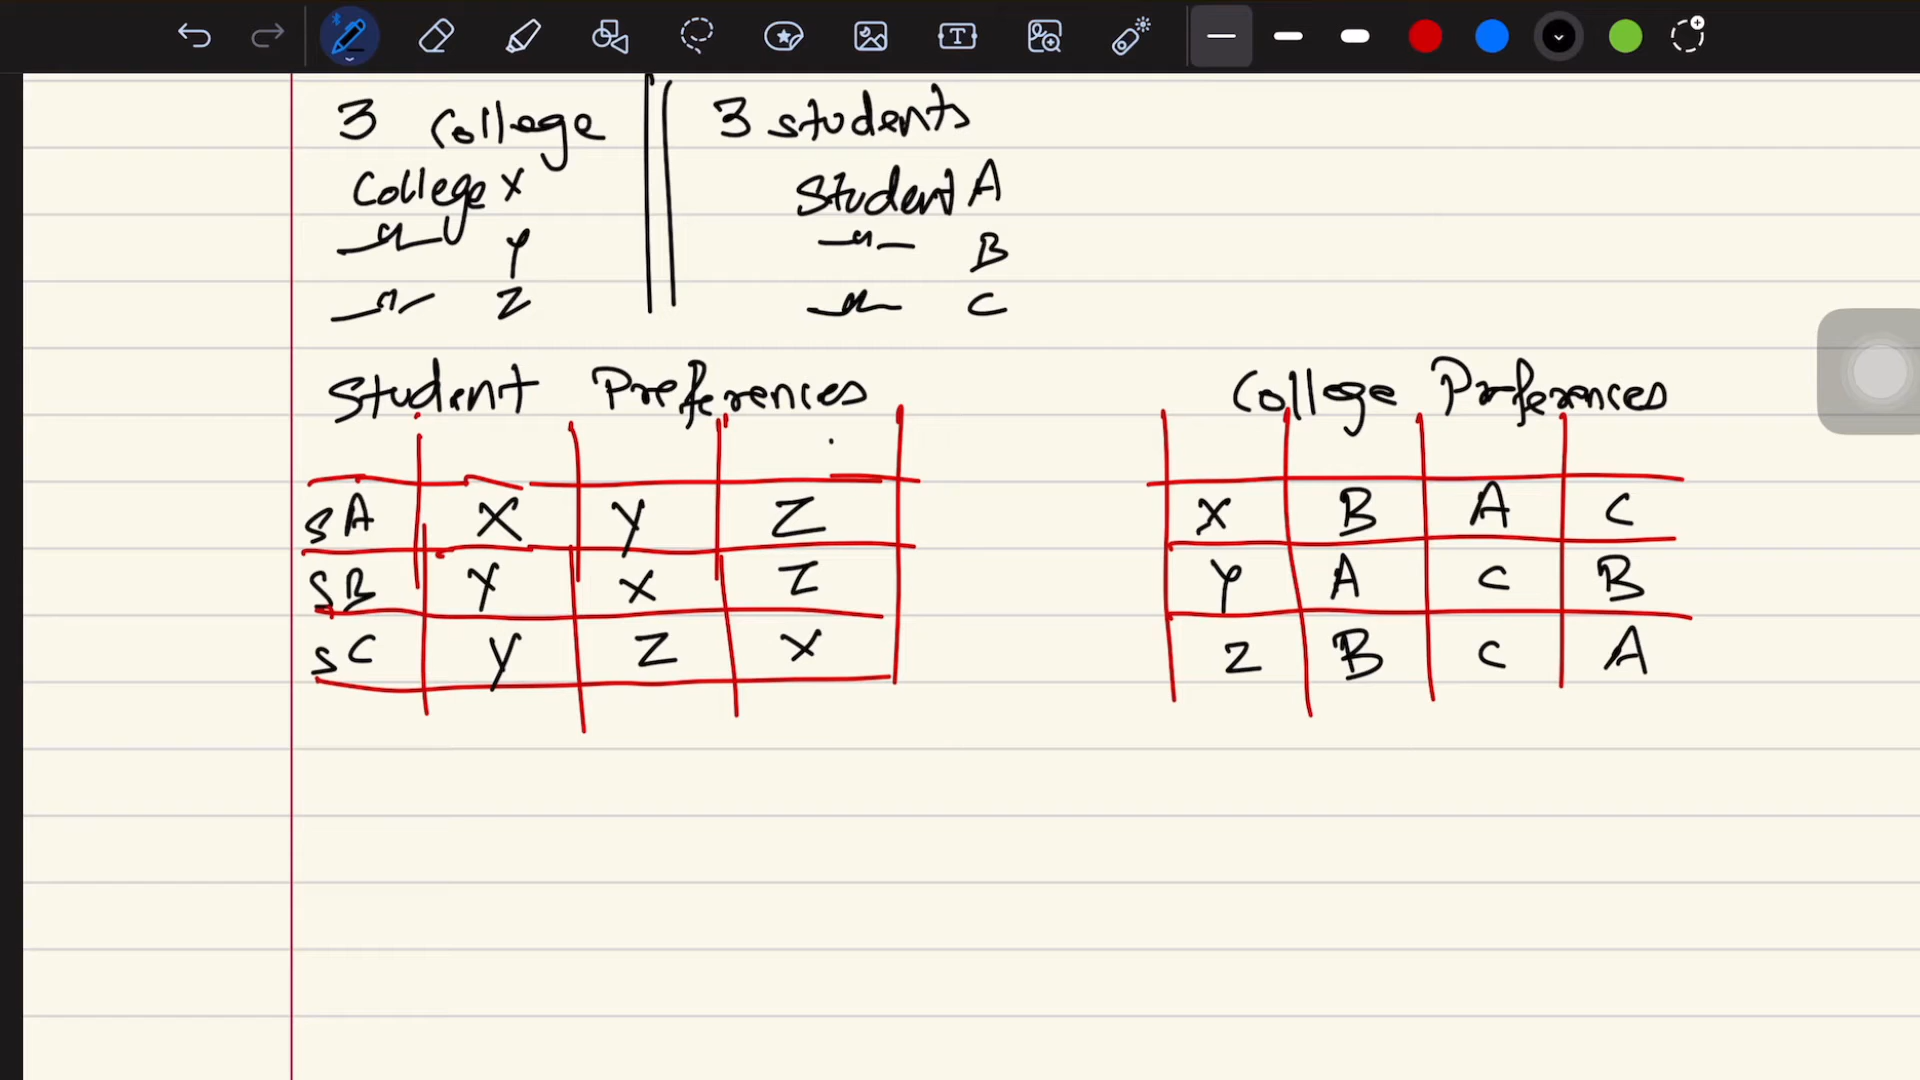 3 College 3 students
College X Student A
Y B
Z C
Student Preferences College Preferences
SA X Y Z X B A C
SB Y X Z Y A C B
SC Y Z X Z B C A